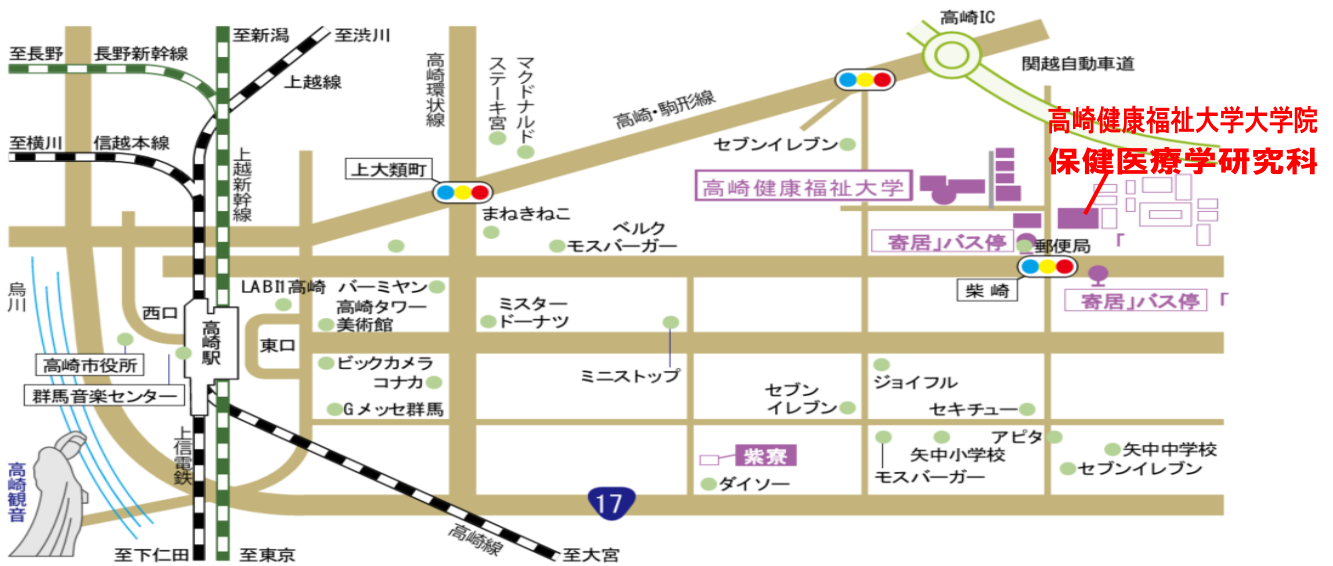 高崎IC
至長野
長野新幹線
至新潟
至渋川
上越線
高崎環状線
ステーキ宮
マクドナルド
関越自動車道
高崎・駒形線
高崎健康福祉大学大学院
保健医療学研究科
至横川
信越本線
上越新幹線
上大類町
セブンイレブン
高崎健康福祉大学
まねきねこ
ベルク
モスバーガー
寄居」バス停
「
郵便局
烏川
LABI1高崎
バーミヤン
柴崎
寄居」バス停
「
西口
高崎駅
東口
高崎タワー
美術館
ミスター
ドーナツ
高崎市役所
ビックカメラ
コナカ
ミニストップ
ジョイフル
群馬音楽センター
Gメッセ群馬
セブン
イレブン
セキチュー
上信電鉄
アピタ
矢中中学校
矢中小学校
モスバーガー
セブンイレブン
紫寮
ダイソー
高崎観音
17
高崎線
至下仁田
至東京
至大宮